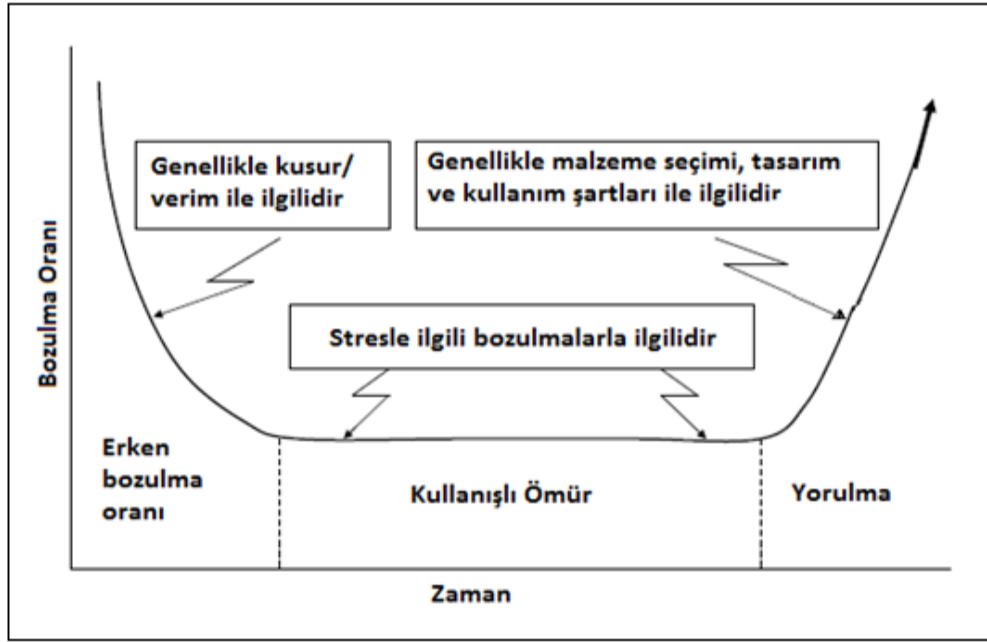 Genellikle kusur/
verim ile ilgilidir
Genellikle malzeme seçimi, tasarım
ve kullanım şartları ile ilgilidir
Stresle ilgili bozulmalarla ilgilidir
Bozulma Oranı
Erken
bozulma
oranı
Kullanışlı Ömür
Yorulma
Zaman